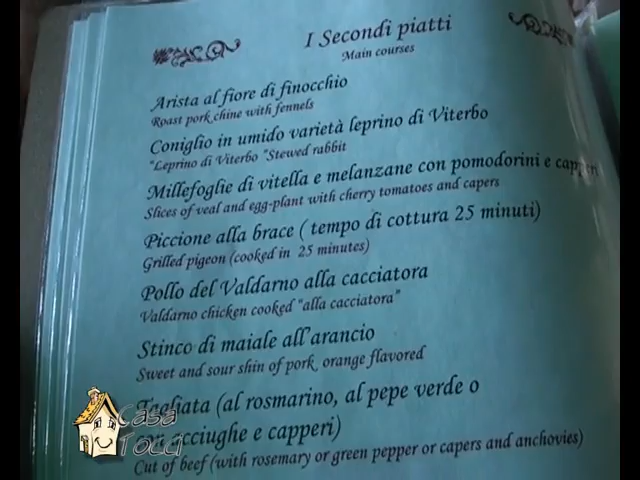 I Secondi piatti
Main courses
Arista al fiore di finocchio
Roast pork chine with fennels
Coniglio in umido varietà leprino di Viterbo
"Leprino di Viterbo "Stewed rabbit
Millefoglie di vitella e melanzane con pomodorini e capperi
Slices of veal and egg-plant with cherry tomatoes and capers
Piccione alla brace ( tempo di cottura 25 minuti)
Grilled pigeon (cooked in 25 minutes)
Pollo del Valdarno alla cacciatora
Valdarno chicken cooked "alla cacciatora"
Stinco di maiale all'arancio
Sweet and sour shin of pork orange flavored
Tagliata (al rosmarino, al pepe verde o
acciughe e capperi)
Cut of beef (with rosemary or green pepper or capers and anchovies)
Casa
Tocci